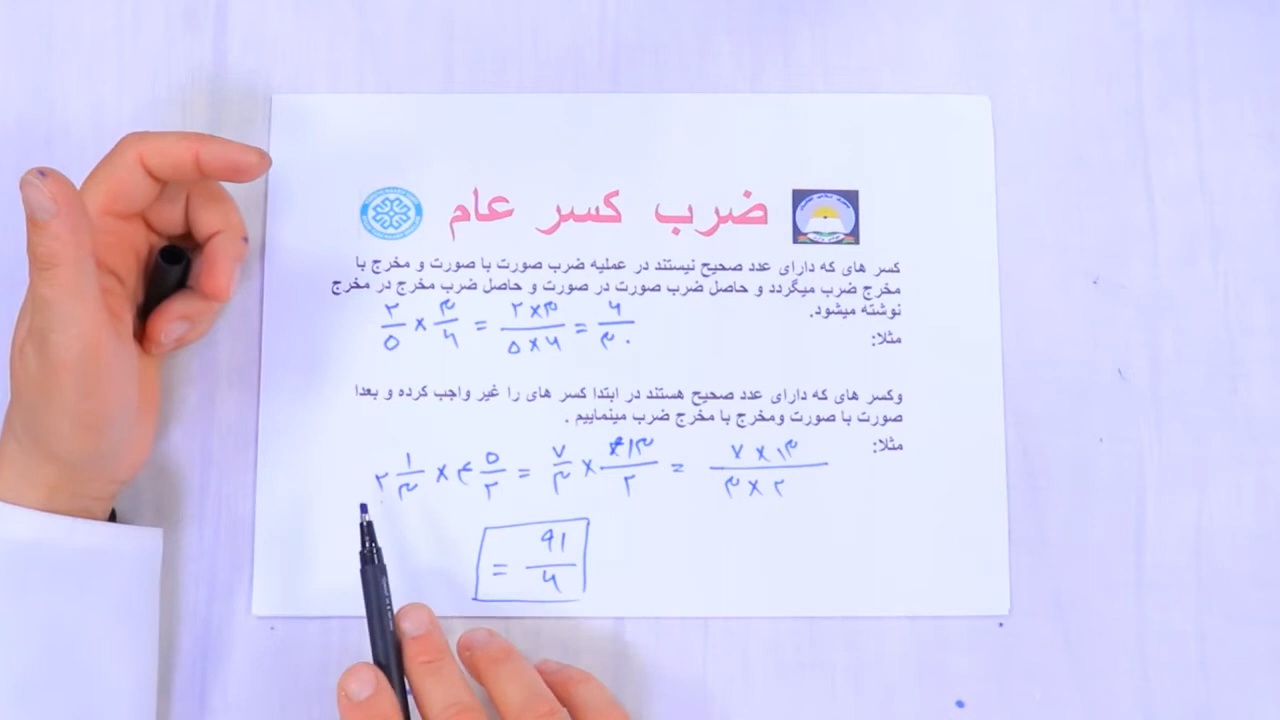 ضرب کسر عام
کسر های که دارای عدد صحیح نیستند در عملیه ضرب صورت با صورت و مخرج با
مخرج ضرب میگردد و حاصل ضرب صورت در صورت و حاصل ضرب مخرج در مخرج
نوشته میشود.
مثلا:
۲/۵ × ۳/۶ = ۲×۳/۵×۶ = ۶/۳۰
وکسر های که دارای عدد صحیح هستند در ابتدا کسر های را غیر واجب کرده و بعدا
صورت با صورت ومخرج با مخرج ضرب مینماییم .
مثلا:
۲ ۱/۳ × ۴ ۵/۲ = ۷/۳ × ۱۳/۲ = ۷×۱۳/۳×۲
= ۹۱/۶